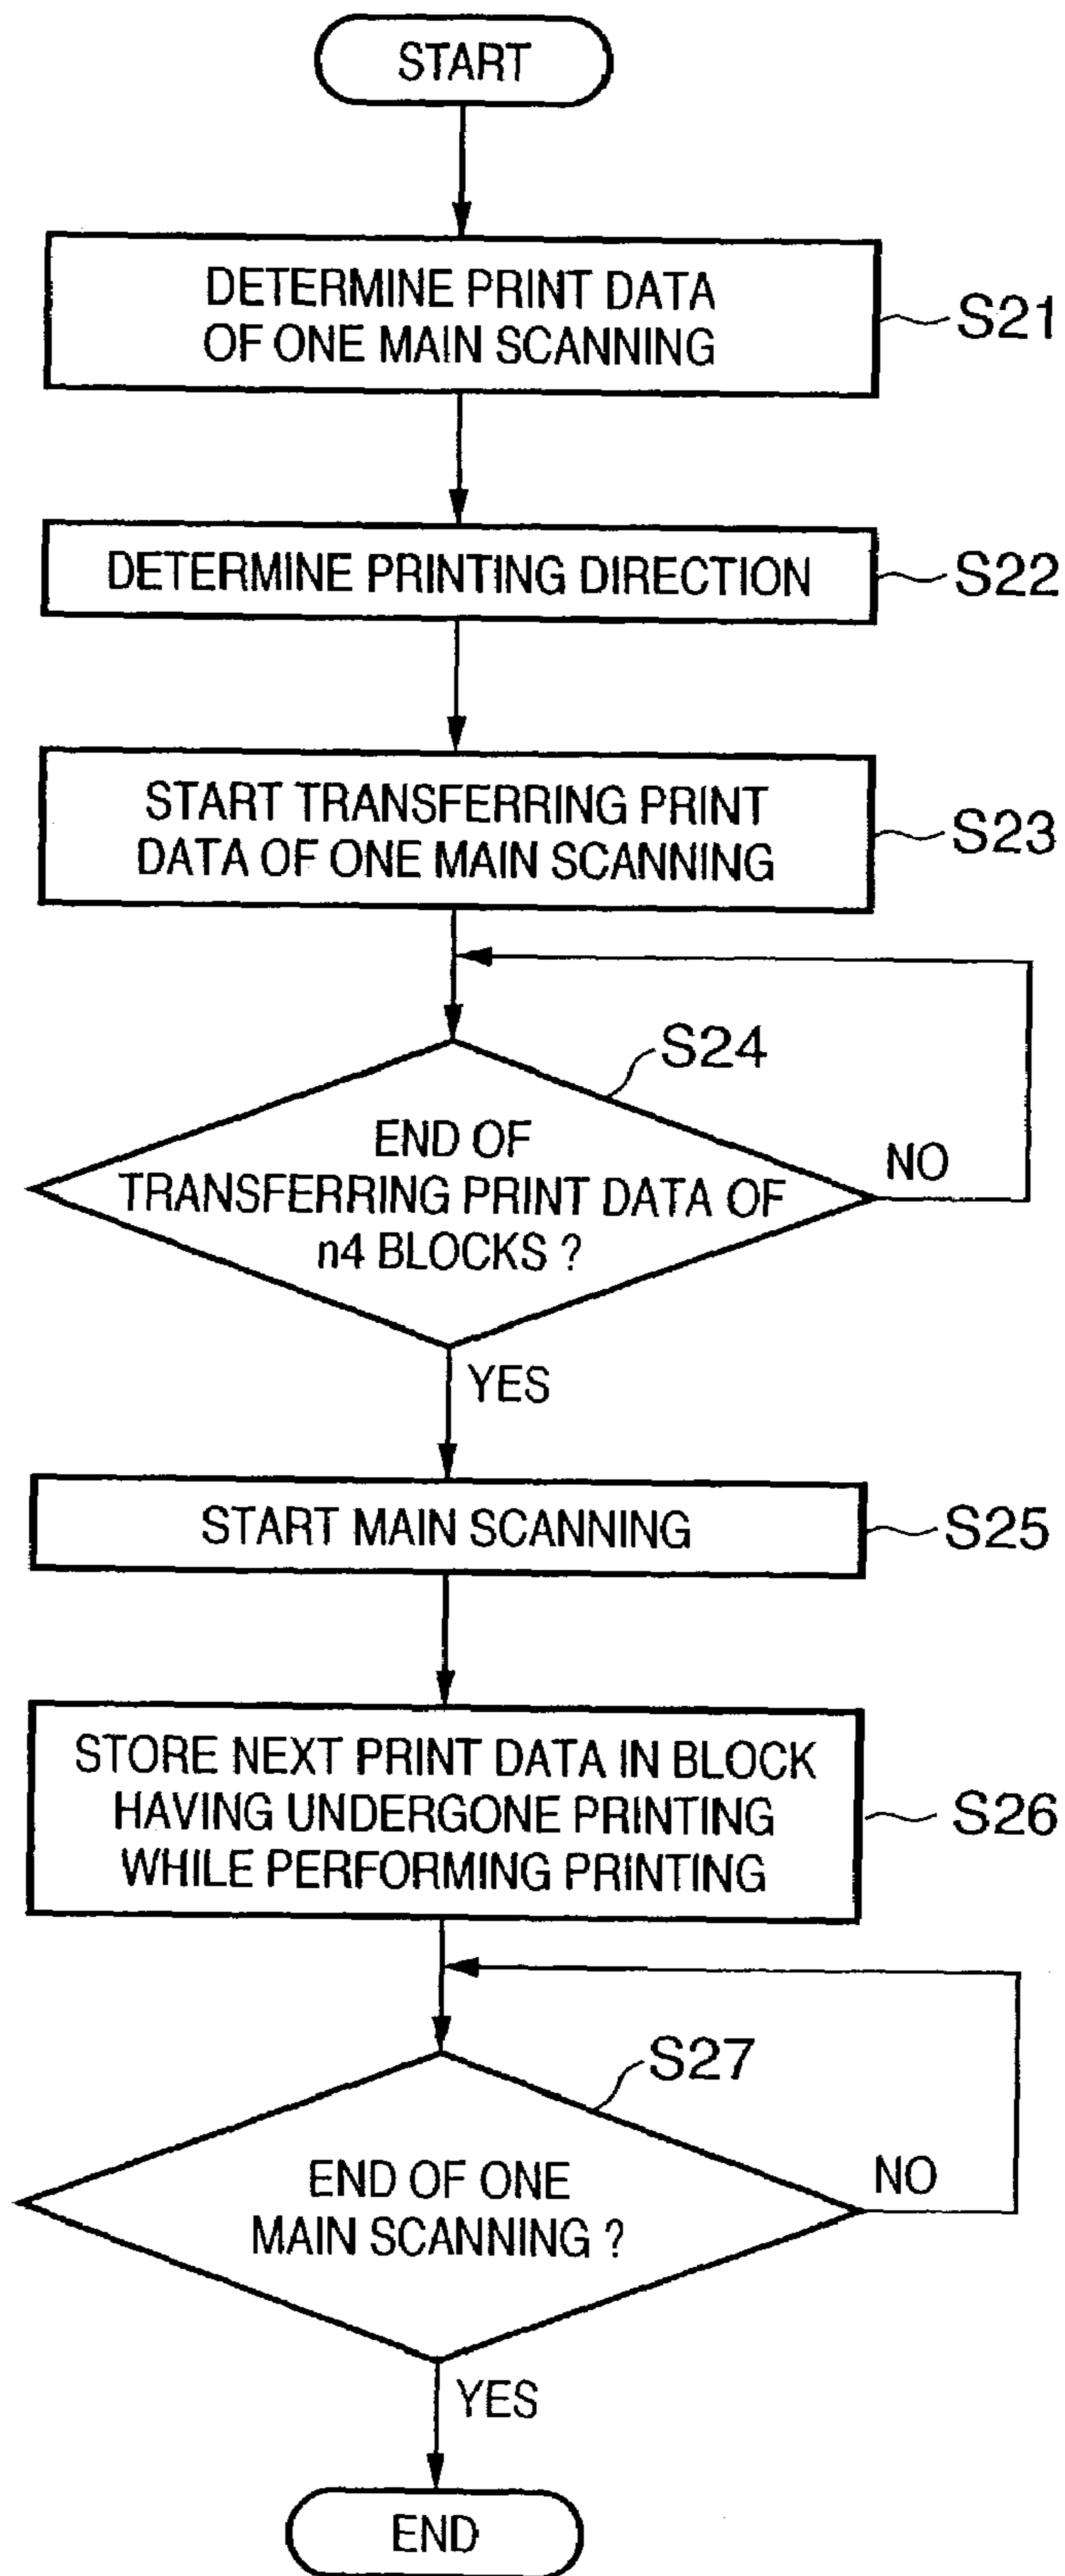 START
DETERMINE PRINT DATA
OF ONE MAIN SCANNING
S21
DETERMINE PRINTING DIRECTION
S22
START TRANSFERRING PRINT
DATA OF ONE MAIN SCANNING
S23
S24
END OF
TRANSFERRING PRINT DATA OF
n4 BLOCKS ?
NO
YES
START MAIN SCANNING
S25
STORE NEXT PRINT DATA IN BLOCK
HAVING UNDERGONE PRINTING
WHILE PERFORMING PRINTING
S26
S27
END OF ONE
MAIN SCANNING ?
NO
YES
END